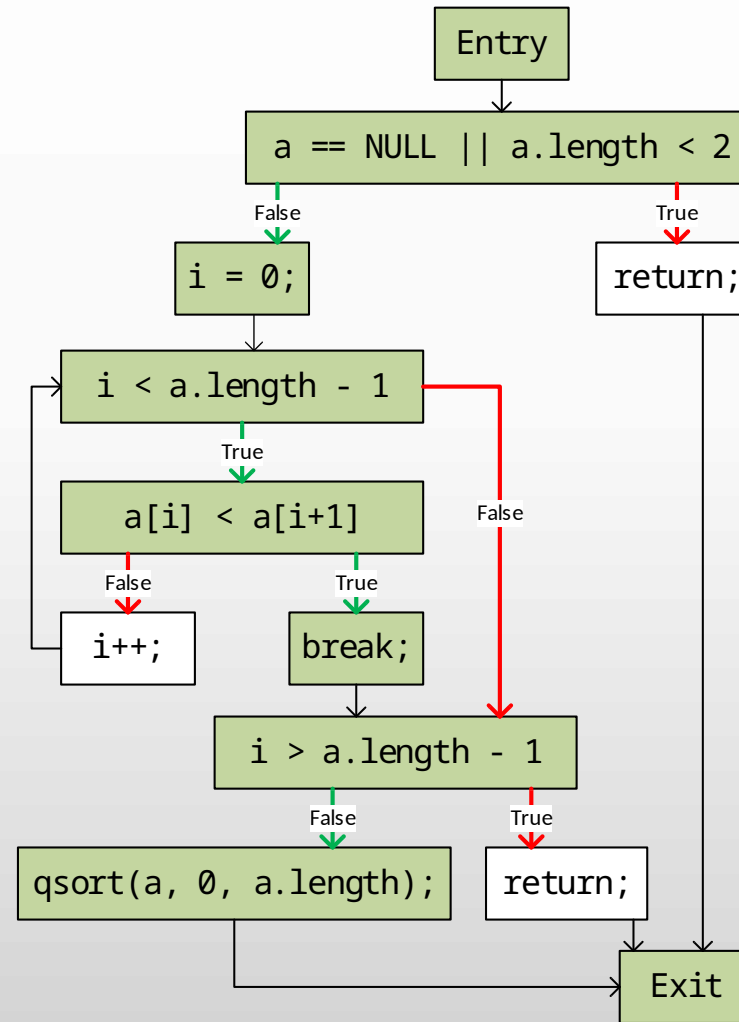 Entry
a == NULL || a.length < 2
False
True
i = 0;
return;
i < a.length - 1
True
a[i] < a[i+1]
False
False
True
i++;
break;
i > a.length - 1
False
True
qsort(a, 0, a.length);
return;
Exit